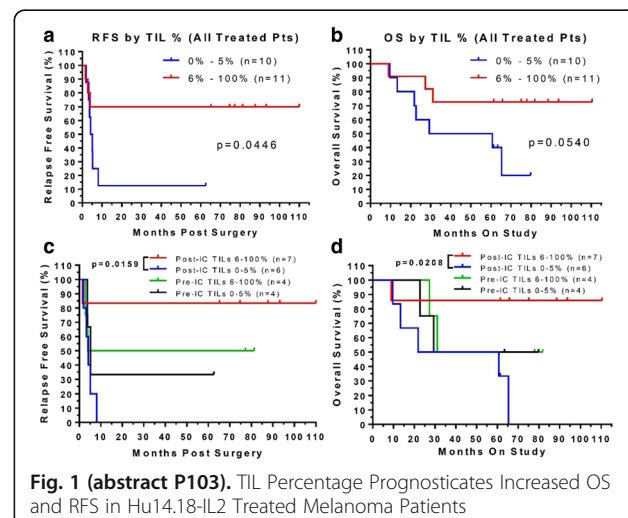 a RFS by TIL % (All Treated Pts)
0% - 5% (n=10)
6% - 100% (n=11)
p=0.0446
Relapse Free Survival (%)
110
100
90
80
70
60
50
40
30
20
10
0
0 10 20 30 40 50 60 70 80 90 100 110
Months Post Surgery
b OS by TIL % (All Treated Pts)
0% - 5% (n=10)
6% - 100% (n=11)
p=0.0540
Overall Survival (%)
110
100
90
80
70
60
50
40
30
20
10
0
0 10 20 30 40 50 60 70 80 90 100 110
Months On Study
c
p=0.0159
Post-IC TILs 6-100% (n=7)
Post-IC TILs 0-5% (n=6)
Pre-IC TILs 6-100% (n=4)
Pre-IC TILs 0-5% (n=4)
Relapse Free Survival (%)
110
100
90
80
70
60
50
40
30
20
10
0
0 10 20 30 40 50 60 70 80 90 100 110
Months Post Surgery
d
p=0.0208
Post-IC TILs 6-100% (n=7)
Post-IC TILs 0-5% (n=6)
Pre-IC TILs 6-100% (n=4)
Pre-IC TILs 0-5% (n=4)
Overall Survival (%)
110
100
90
80
70
60
50
40
30
20
10
0
0 10 20 30 40 50 60 70 80 90 100 110
Months On Study
Fig. 1 (abstract P103). TIL Percentage Prognosticates Increased OS
and RFS in Hu14.18-IL2 Treated Melanoma Patients